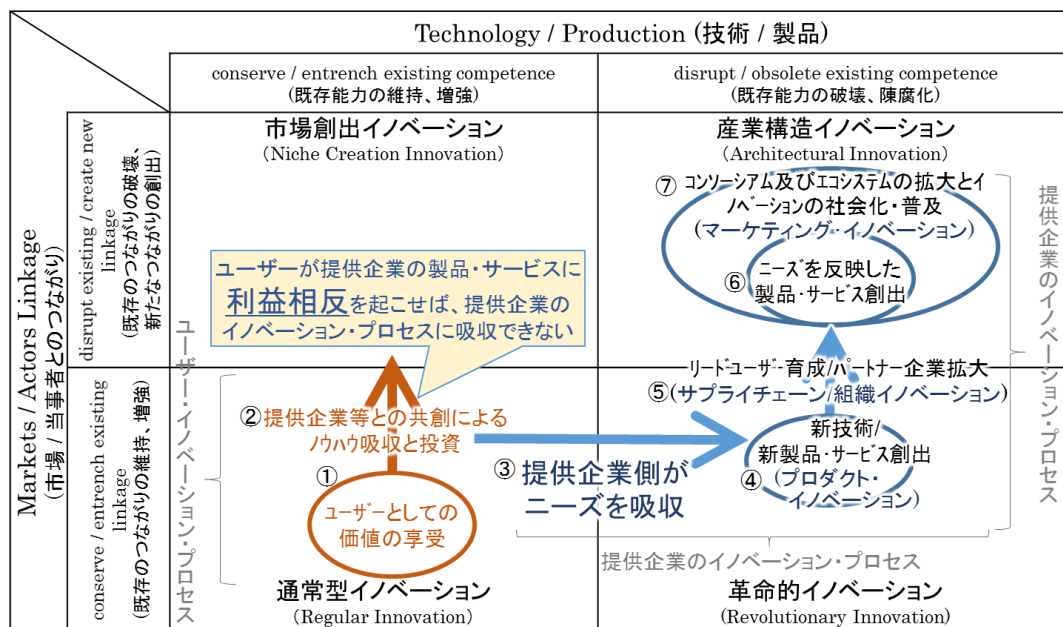 Technology / Production (技術 / 製品)
conserve / entrench existing competence
(既存能力の維持、増強)
disrupt / obsolete existing competence
(既存能力の破壊、陳腐化)
Markets / Actors Linkage
(市場 / 当事者とのつながり)
disrupt existing / create new
linkage
(既存のつながりの破壊、
新たなつながりの創出)
市場創出イノベーション
(Niche Creation Innovation)
産業構造イノベーション
(Architectural Innovation)
⑦
コンソーシアム及びエコシステムの拡大とイ
ノベーションの社会化・普及
(マーケティング・イノベーション)
⑥
ニーズを反映した
製品・サービス創出
提供企業のイノベーション・プロセス
ユーザーが提供企業の製品・サービスに
利益相反を起こせば、提供企業の
イノベーション・プロセスに吸収できない
ユーザー・イノベーション・プロセス
conserve / entrench existing
linkage
(既存のつながりの維持、増強)
リードユーザー育成/パートナー企業拡大
⑤(サプライチェーン/組織イノベーション)
②提供企業等との共創による
ノウハウ吸収と投資
①
ユーザーとしての
価値の享受
③提供企業側が
ニーズを吸収
新技術/
新製品・サービス創出
④(プロダクト・
イノベーション)
提供企業のイノベーション・プロセス
通常型イノベーション
(Regular Innovation)
革命的イノベーション
(Revolutionary Innovation)